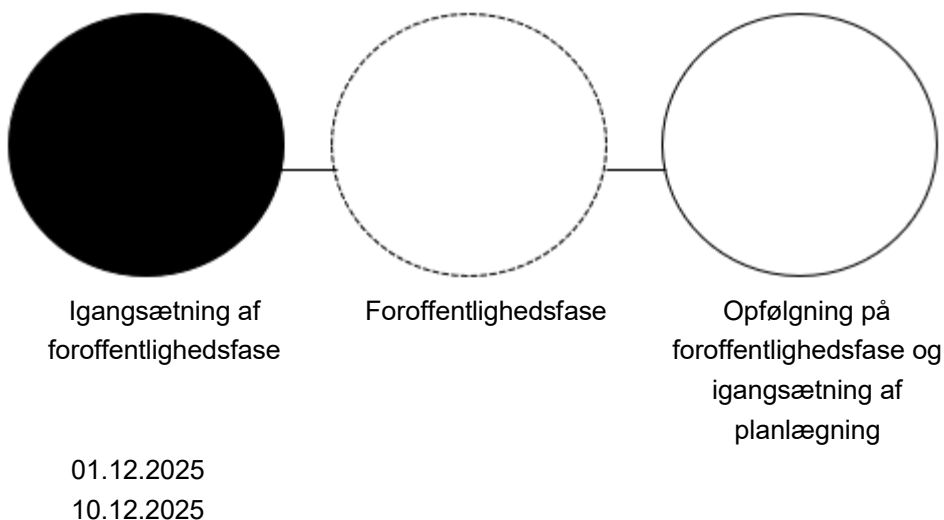 Igangsætning af
foroffentlighedsfase
Foroffentlighedsfase
Opfølgning på
foroffentlighedsfase og
igangsætning af
planlægning
01.12.2025
10.12.2025